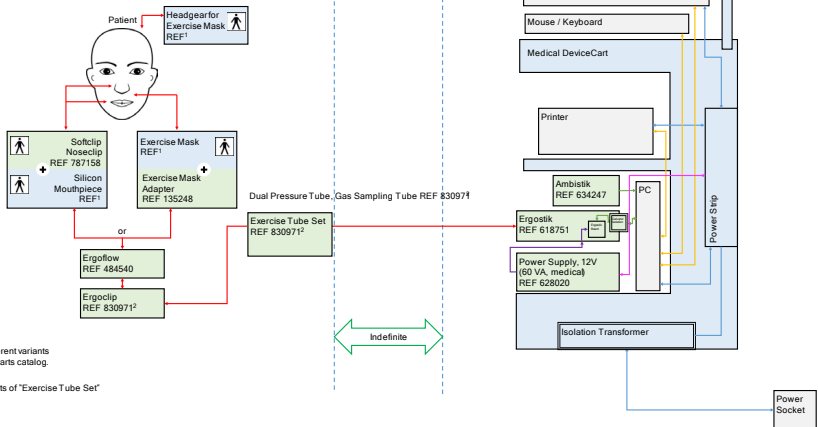 Mouse / Keyboard
Patient
Headgear for
Exercise Mask
REF¹
Medical DeviceCart
Printer
Softclip
Noseclip
REF 787158
Silicon
Mouthpiece
REF¹
Exercise Mask
REF¹
Exercise Mask
Adapter
REF 135248
Dual Pressure Tube, Gas Sampling Tube REF 83097
Exercise Tube Set
REF 830971²
Ambistik
REF 634247
PC
Power Strip
Ergostik
REF 618751
or
Ergoflow
REF 484540
Power Supply, 12V
(60 VA, medical)
REF 628020
Ergoclip
REF 830971²
Indefinite
Isolation Transformer
erent variants
arts catalog.
ts of "Exercise Tube Set"
Power
Socket